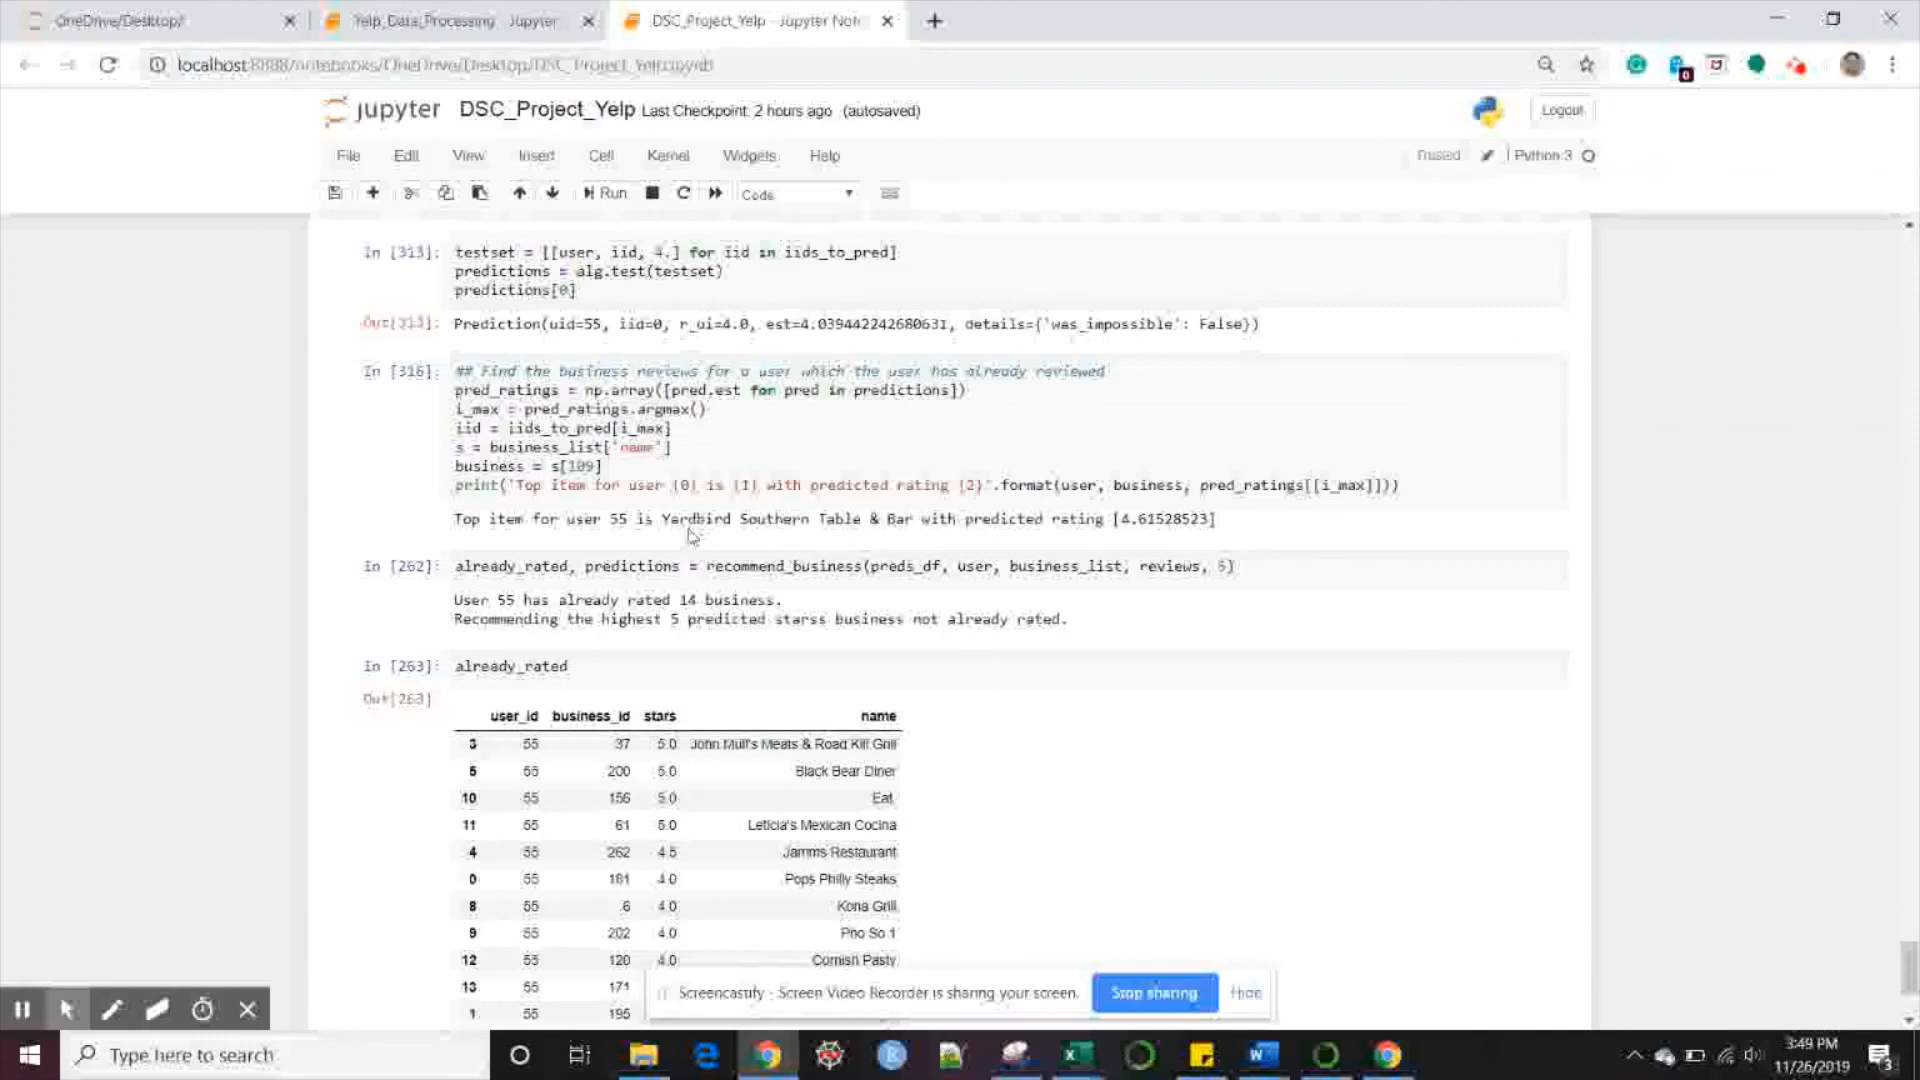 OneDrive/Desktop/
Yelp_Data_Processing - Jupyter
DSC_Project_Yelp - Jupyter Note
localhost:8888/notebooks/OneDrive/Desktop/DSC_Project_Yelp.ipynb
0
jupyter DSC_Project_Yelp Last Checkpoint: 2 hours ago (autosaved)
Logout
File Edit View Insert Cell Kernel Widgets Help
Trusted Python 3
Run Code
In [313]: testset = [[user, iid, 4.] for iid in iids_to_pred]
predictions = alg.test(testset)
predictions[0]
Out[313]: Prediction(uid=55, iid=0, r_ui=4.0, est=4.039442242680631, details={'was_impossible': False})
In [316]: ## Find the business reviews for a user which the user has already reviewed
pred_ratings = np.array([pred.est for pred in predictions])
i_max = pred_ratings.argmax()
iid = iids_to_pred[i_max]
s = business_list['name']
business = s[109]
print('Top item for user {0} is {1} with predicted rating {2}'.format(user, business, pred_ratings[[i_max]]))
Top item for user 55 is Yardbird Southern Table & Bar with predicted rating [4.61528523]
In [262]: already_rated, predictions = recommend_business(preds_df, user, business_list, reviews, 5)
User 55 has already rated 14 business.
Recommending the highest 5 predicted starss business not already rated.
In [263]: already_rated
Out[263]
user_id business_id stars name
3 55 37 5.0 John Mull's Meats & Road Kill Grill
5 55 200 5.0 Black Bear Diner
10 55 156 5.0 Eat
11 55 61 5.0 Leticia's Mexican Cocina
4 55 262 4.5 Jamms Restaurant
0 55 181 4.0 Pops Philly Steaks
8 55 6 4.0 Kona Grill
9 55 202 4.0 Pho So 1
12 55 120 4.0 Cornish Pasty
13 55 171
1 55 195
Screencastify - Screen Video Recorder is sharing your screen.
Stop sharing
Hide
Type here to search
3:49 PM
11/26/2019
3